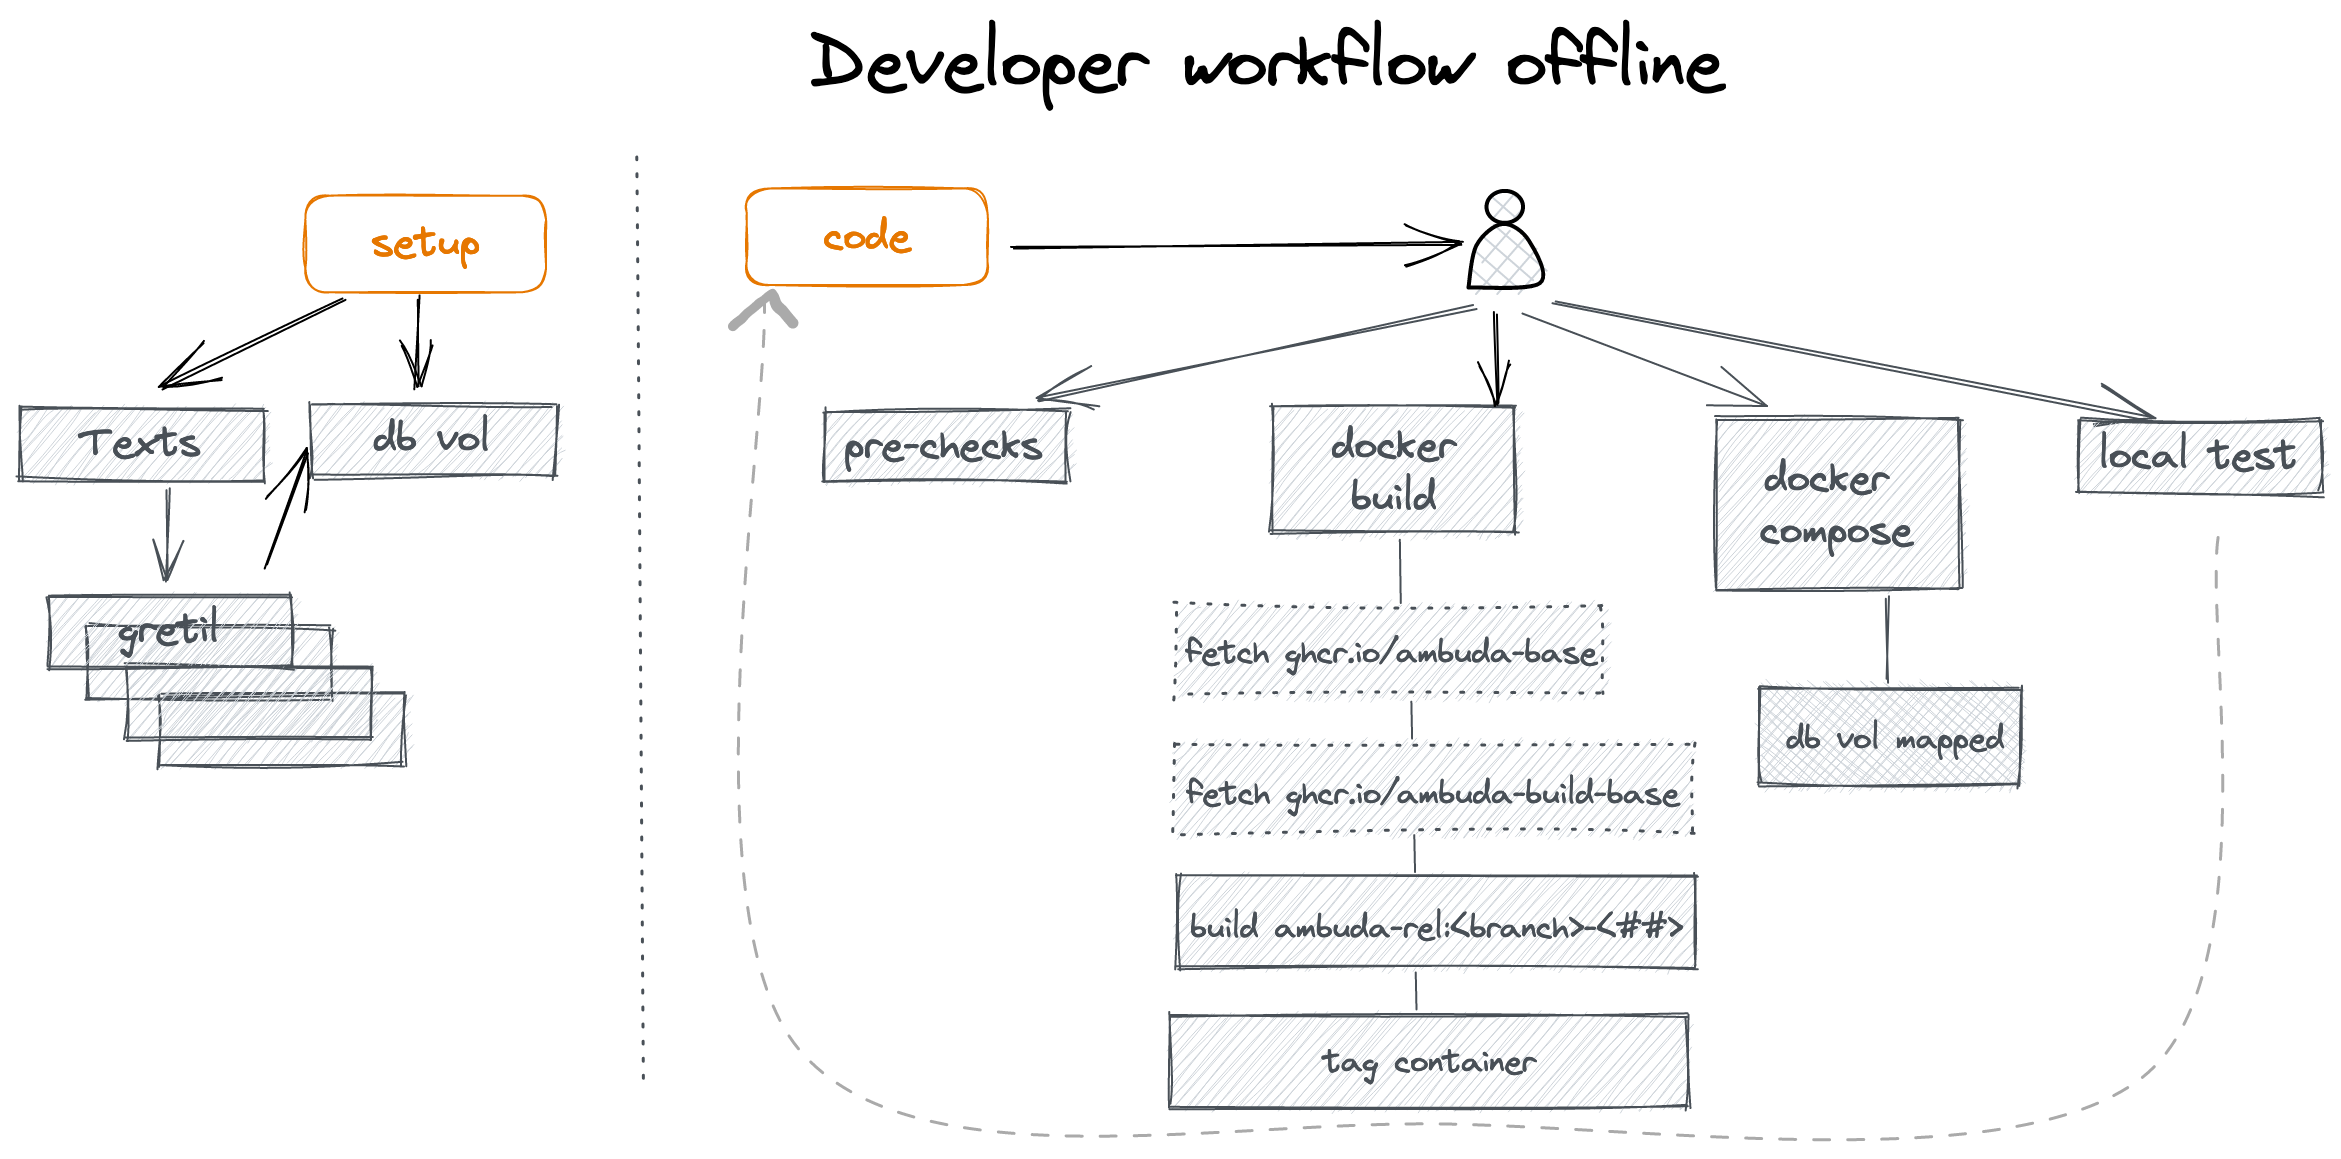 Developer workflow offline
setup
Texts
db vol
gretil
code
pre-checks
docker
build
fetch ghcr.io/ambuda-base
fetch ghcr.io/ambuda-build-base
build ambuda-rel:<branch>-<##>
tag container
docker
compose
db vol mapped
local test